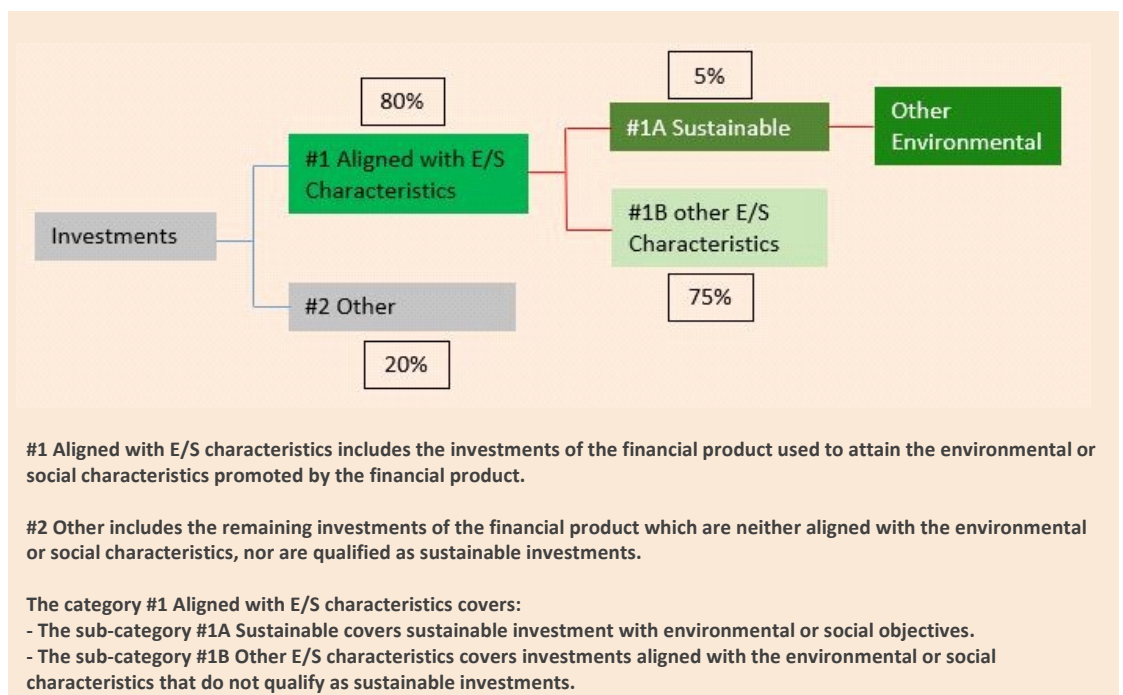 80%
5%
#1 Aligned with E/S
Characteristics
#1A Sustainable
Other
Environmental
Investments
#1B other E/S
Characteristics
75%
#2 Other
20%
#1 Aligned with E/S characteristics includes the investments of the financial product used to attain the environmental or
social characteristics promoted by the financial product.
#2 Other includes the remaining investments of the financial product which are neither aligned with the environmental
or social characteristics, nor are qualified as sustainable investments.
The category #1 Aligned with E/S characteristics covers:
- The sub-category #1A Sustainable covers sustainable investment with environmental or social objectives.
- The sub-category #1B Other E/S characteristics covers investments aligned with the environmental or social
characteristics that do not qualify as sustainable investments.